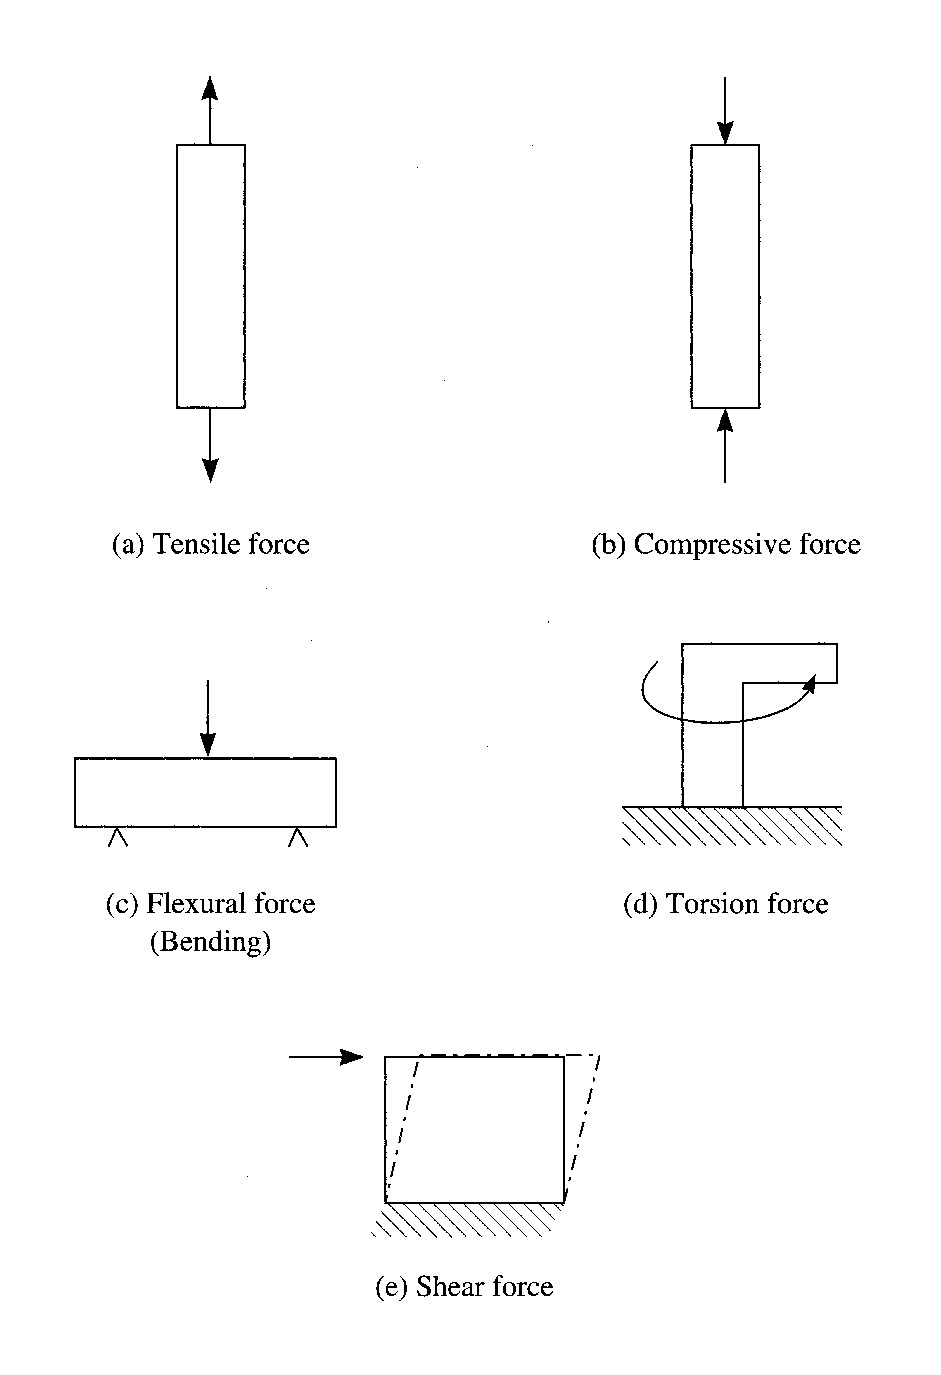 (a) Tensile force
(b) Compressive force
(c) Flexural force
(Bending)
(d) Torsion force
(e) Shear force